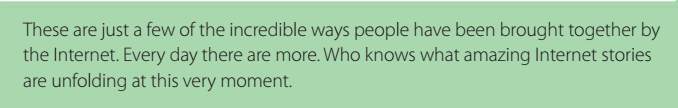 These are just a few of the incredible ways people have been brought together by
the Internet. Every day there are more. Who knows what amazing Internet stories
are unfolding at this very moment.